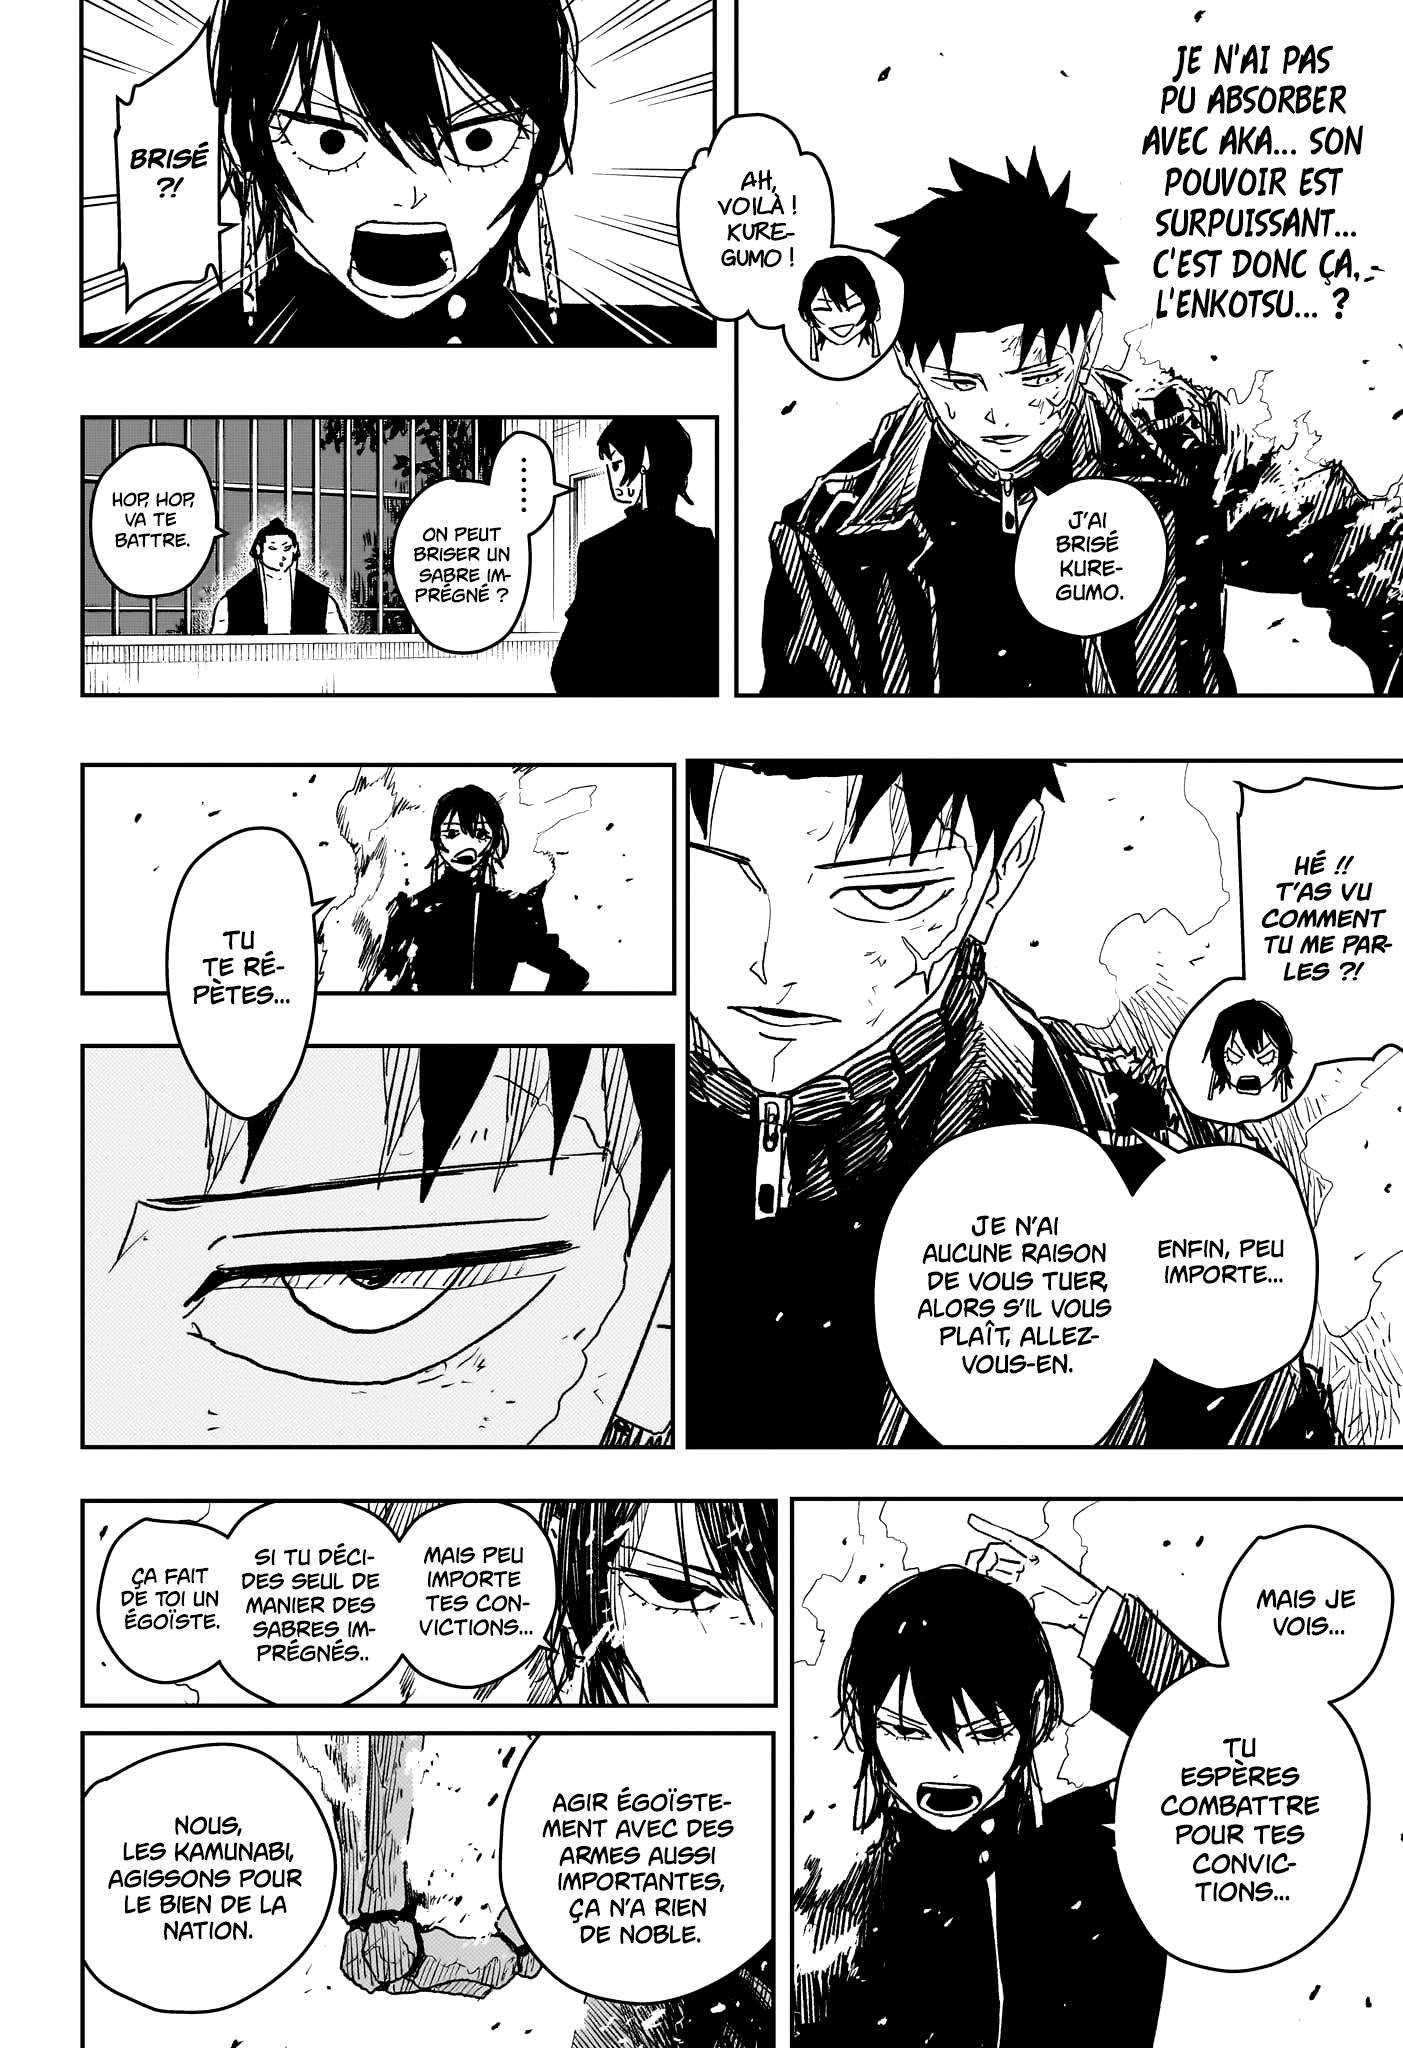 JE N'AI PAS
PU ABSORBER
AVEC AKA... SON
POUVOIR EST
SURPUISSANT...
C'EST DONC ÇA,
L'ENKOTSU... ?
AH,
VOILÀ !
KURE-
GUMO !
J'AI
BRISÉ
KURE-
GUMO.
BRISÉ
?!
......
ON PEUT
BRISER UN
SABRE IM-
PRÉGNÉ ?
HOP, HOP,
VA TE
BATTRE.
HÉ !!
T'AS VU
COMMENT
TU ME PAR-
LES ?!
ENFIN, PEU
IMPORTE...
JE N'AI
AUCUNE RAISON
DE VOUS TUER,
ALORS S'IL VOUS
PLAÎT, ALLEZ-
VOUS-EN.
TU
TE RÉ-
PÈTES...
MAIS JE
VOIS...
TU
ESPÈRES
COMBATTRE
POUR TES
CONVIC-
TIONS...
MAIS PEU
IMPORTE
TES CON-
VICTIONS...
SI TU DÉCI-
DES SEUL DE
MANIER DES
SABRES IM-
PRÉGNÉS..
ÇA FAIT
DE TOI UN
ÉGOÏSTE.
AGIR ÉGOÏSTE-
MENT AVEC DES
ARMES AUSSI
IMPORTANTES,
ÇA N'A RIEN
DE NOBLE.
NOUS,
LES KAMUNABI,
AGISSONS POUR
LE BIEN DE LA
NATION.